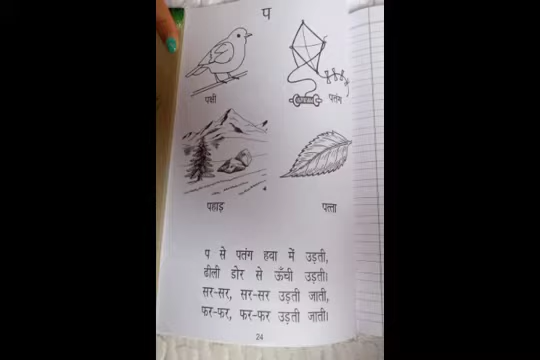 प
पक्षी
पतंग
पहाड़
पत्ता
प से पतंग हवा में उड़ती,
ढीली डोर से ऊँची उड़ती।
सर-सर, सर-सर उड़ती जाती,
फर-फर, फर-फर उड़ती जाती।
24